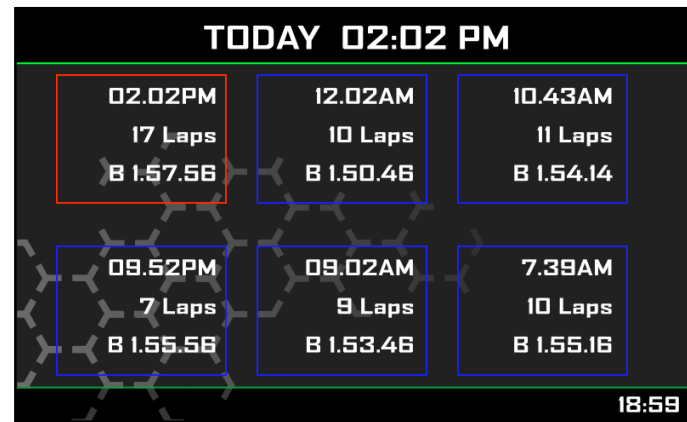 TODAY 02:02 PM
02.02PM
17 Laps
B 1.57.56
12.02AM
10 Laps
B 1.50.46
10.43AM
11 Laps
B 1.54.14
09.52PM
7 Laps
B 1.55.56
09.02AM
9 Laps
B 1.53.46
7.39AM
10 Laps
B 1.55.16
18:59